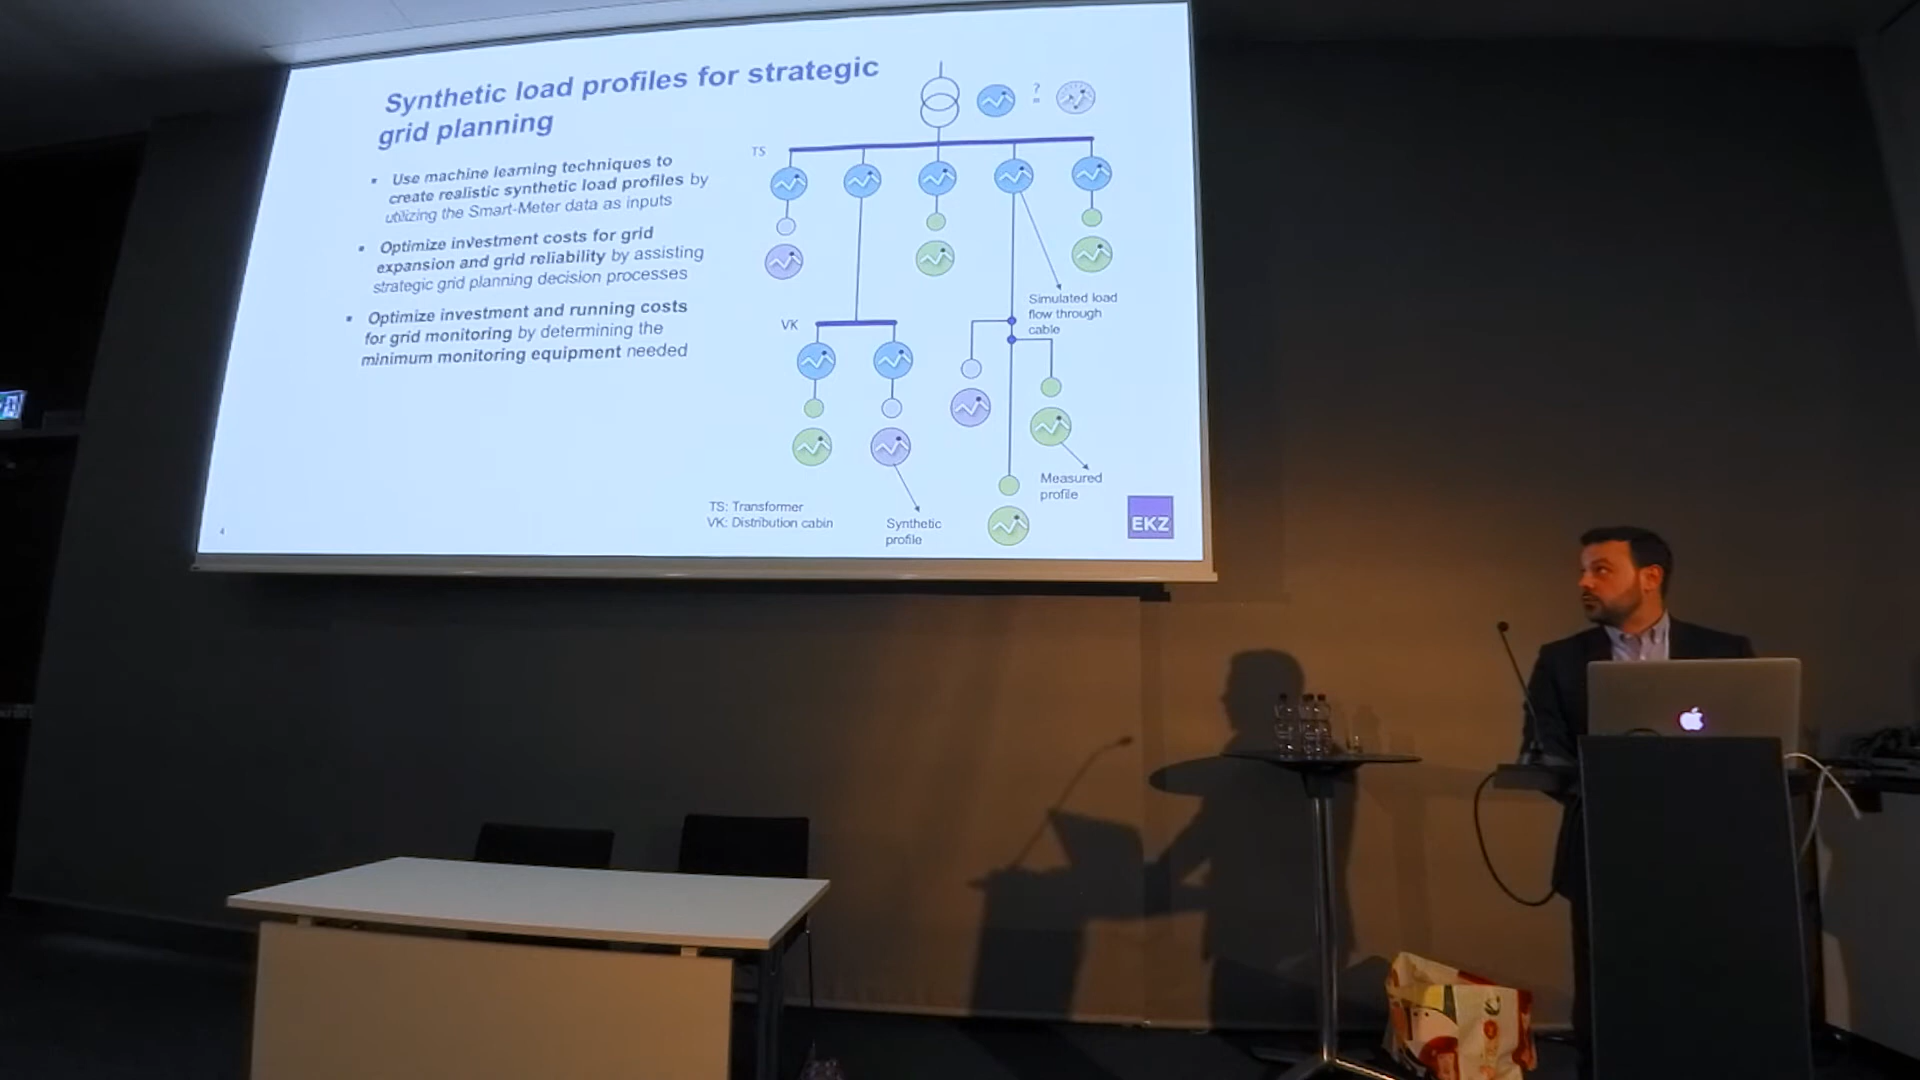 Synthetic load profiles for strategic
grid planning
▪ Use machine learning techniques to
create realistic synthetic load profiles by
utilizing the Smart-Meter data as inputs
▪ Optimize investment costs for grid
expansion and grid reliability by assisting
strategic grid planning decision processes
▪ Optimize investment and running costs
for grid monitoring by determining the
minimum monitoring equipment needed
?
=
TS
VK
Simulated load
flow through
cable
Measured
profile
Synthetic
profile
TS: Transformer
VK: Distribution cabin
EKZ
4